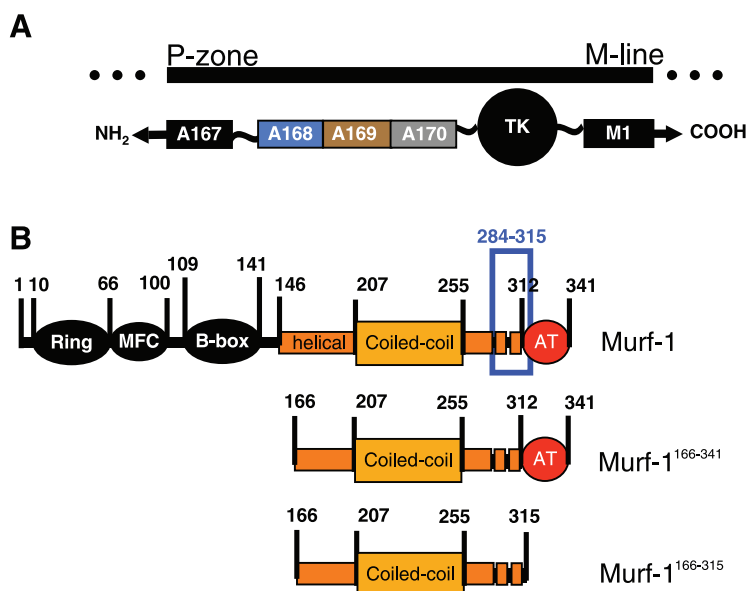 A
P-zone M-line
NH2 A167 A168 A169 A170 TK M1 COOH
B
284-315
1 10 66 100 109 141 146 207 255 312 341
Ring MFC B-box helical Coiled-coil AT Murf-1
166 207 255 312 341
Coiled-coil AT Murf-1166-341
166 207 255 315
Coiled-coil Murf-1166-315